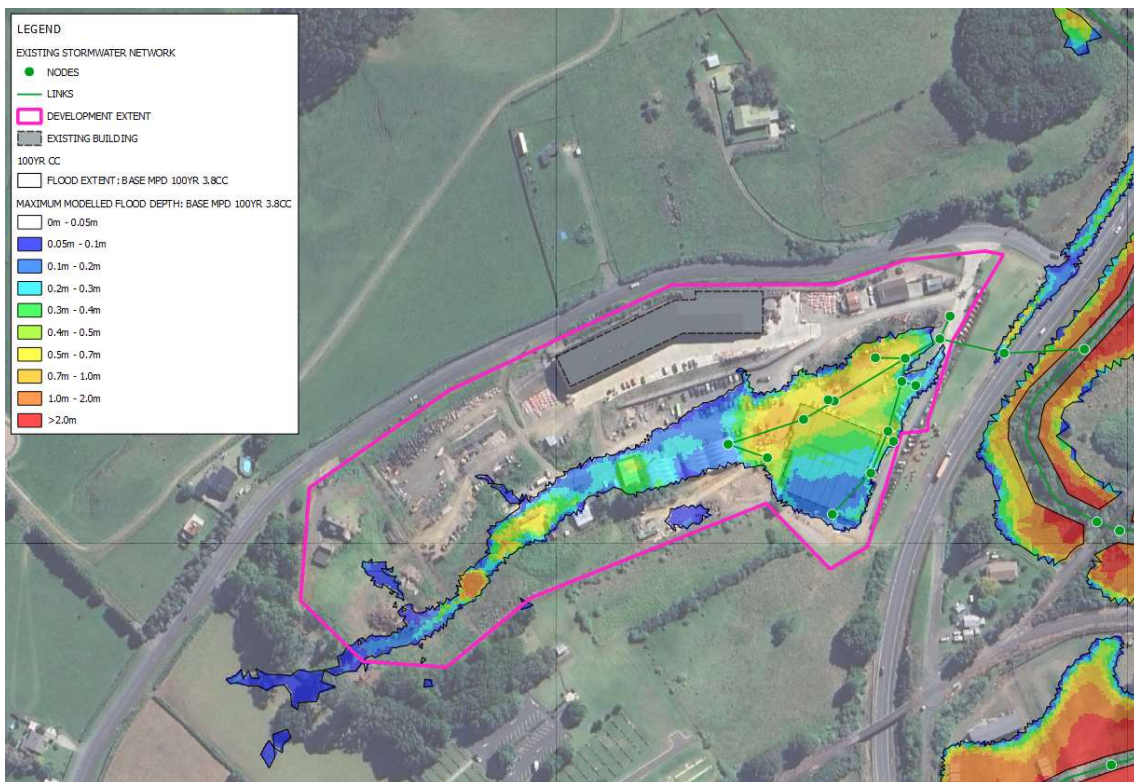 LEGEND
EXISTING STORMWATER NETWORK
NODES
LINKS
DEVELOPMENT EXTENT
EXISTING BUILDING
100YR CC
FLOOD EXTENT: BASE MPD 100YR 3.8CC
MAXIMUM MODELLED FLOOD DEPTH: BASE MPD 100YR 3.8CC
0m - 0.05m
0.05m - 0.1m
0.1m - 0.2m
0.2m - 0.3m
0.3m - 0.4m
0.4m - 0.5m
0.5m - 0.7m
0.7m - 1.0m
1.0m - 2.0m
>2.0m